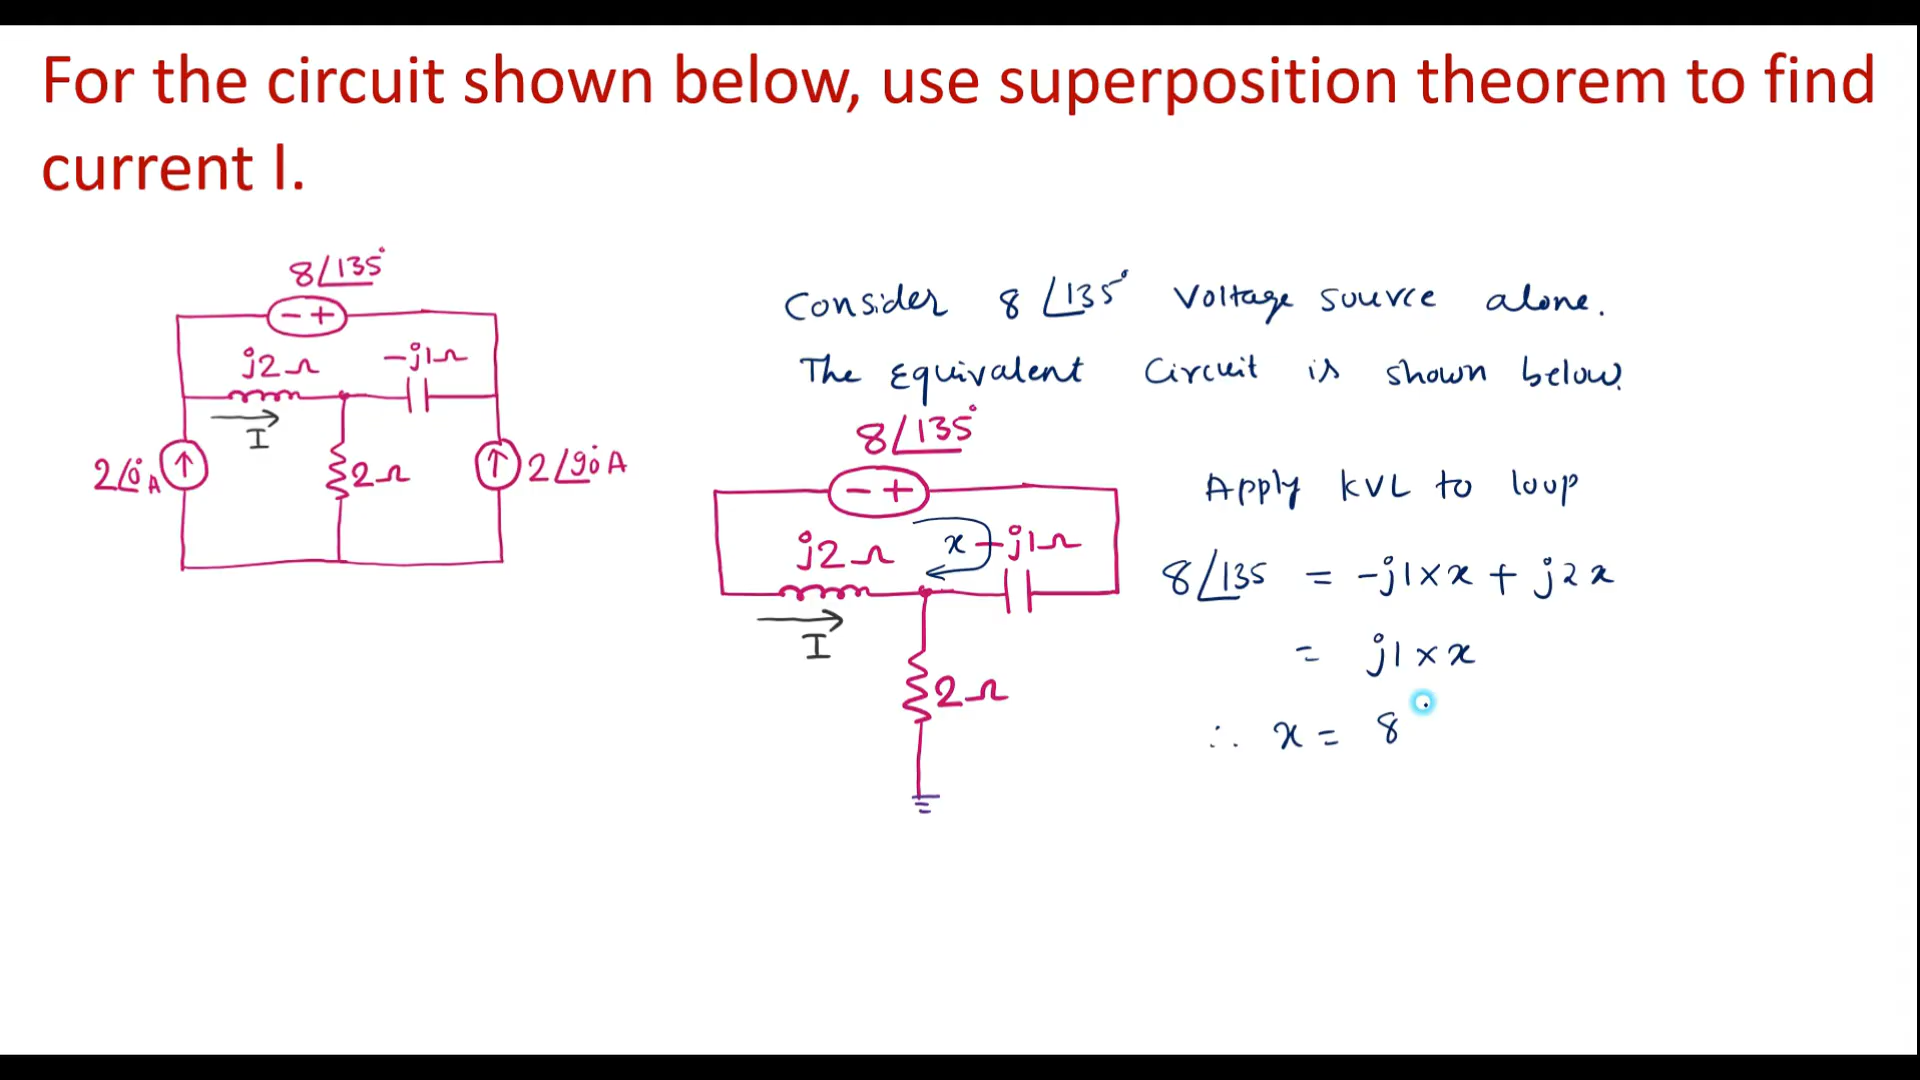 For the circuit shown below, use superposition theorem to find
current I.
8∠135°
- +
j2Ω
-j1Ω
I
2∠0° A
2Ω
2∠90° A
Consider 8∠135° Voltage source alone.
The Equivalent Circuit is shown below.
8∠135°
- +
j2Ω
x
-j1Ω
I
2Ω
Apply KVL to loop
8∠135 = -j1×x + j2x
= j1×x
∴ x = 8